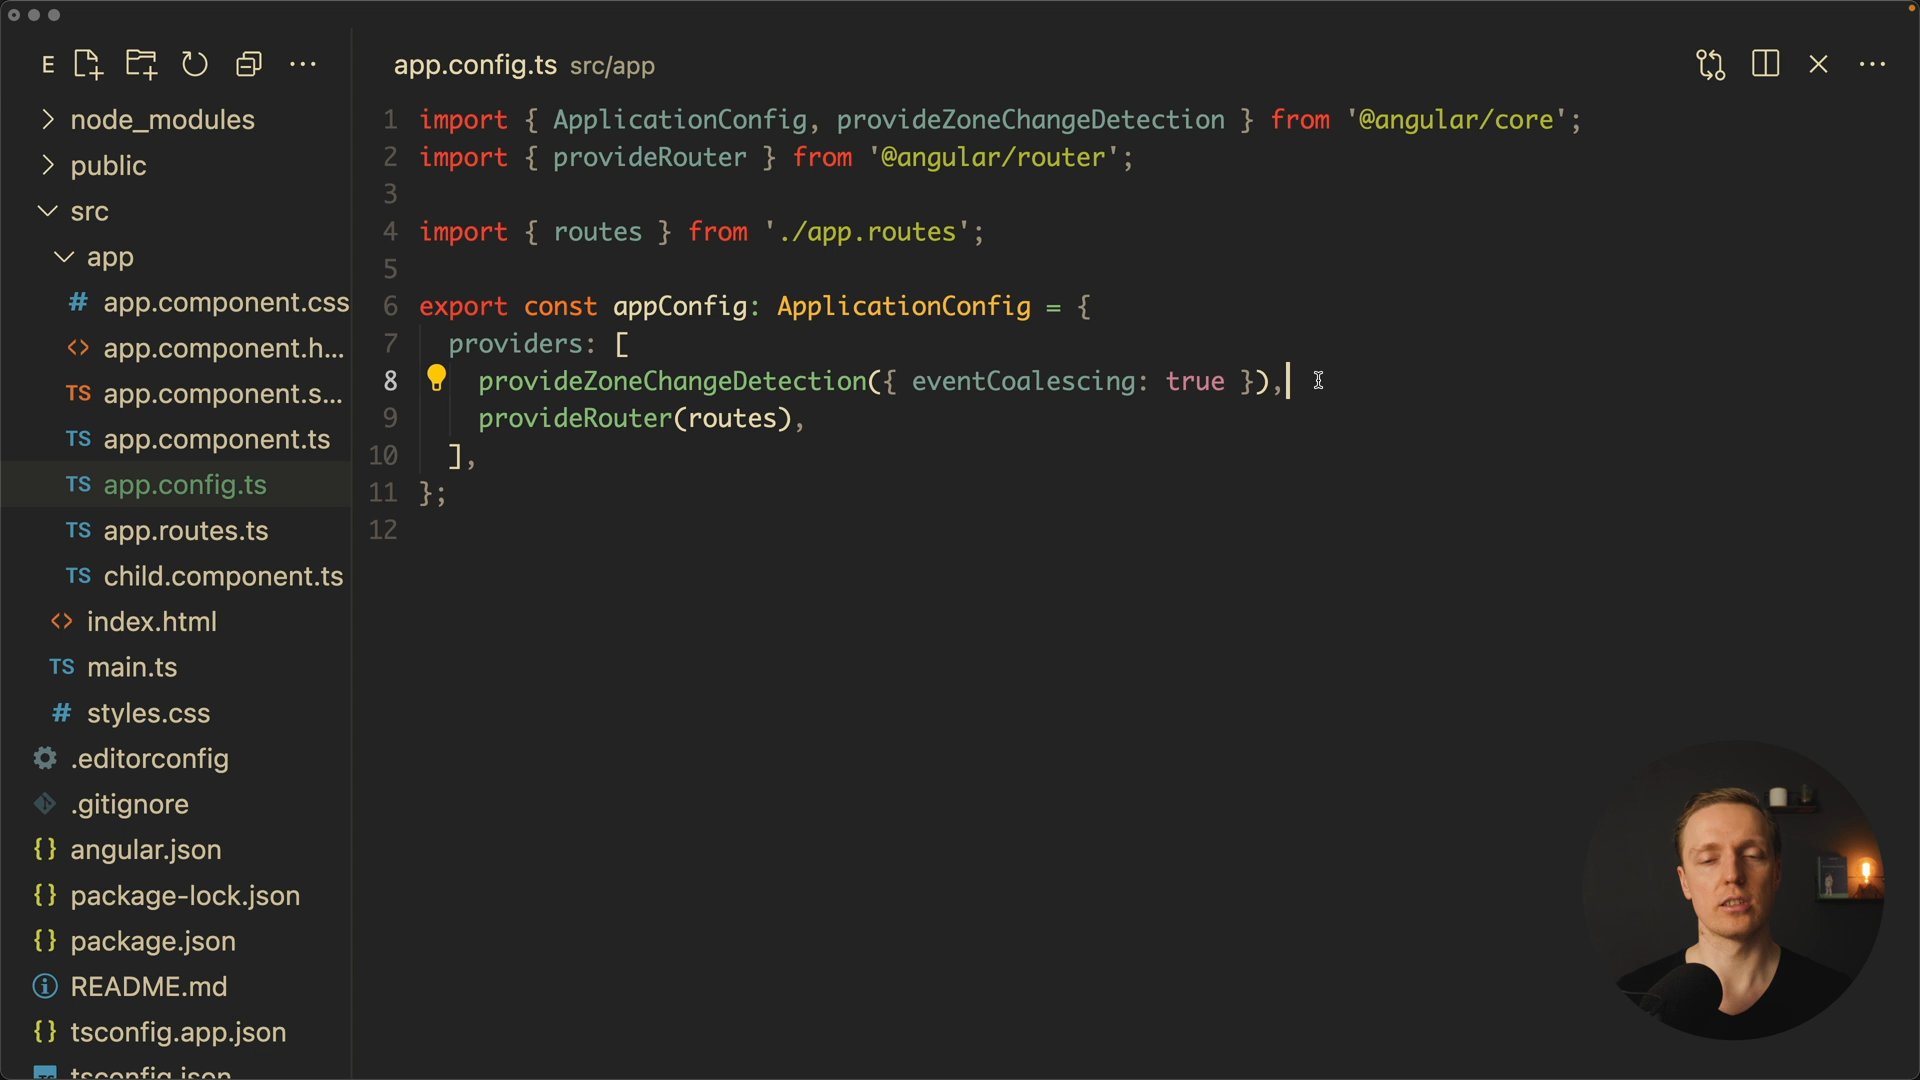 E
node_modules
public
src
app
# app.component.css
<> app.component.h...
TS app.component.s...
TS app.component.ts
TS app.config.ts
TS app.routes.ts
TS child.component.ts
<> index.html
TS main.ts
# styles.css
.editorconfig
.gitignore
{} angular.json
{} package-lock.json
{} package.json
README.md
{} tsconfig.app.json
tsconfig.json
app.config.ts src/app
1 import { ApplicationConfig, provideZoneChangeDetection } from '@angular/core';
2 import { provideRouter } from '@angular/router';
3
4 import { routes } from './app.routes';
5
6 export const appConfig: ApplicationConfig = {
7 providers: [
8 provideZoneChangeDetection({ eventCoalescing: true }),
9 provideRouter(routes),
10 ],
11 };
12